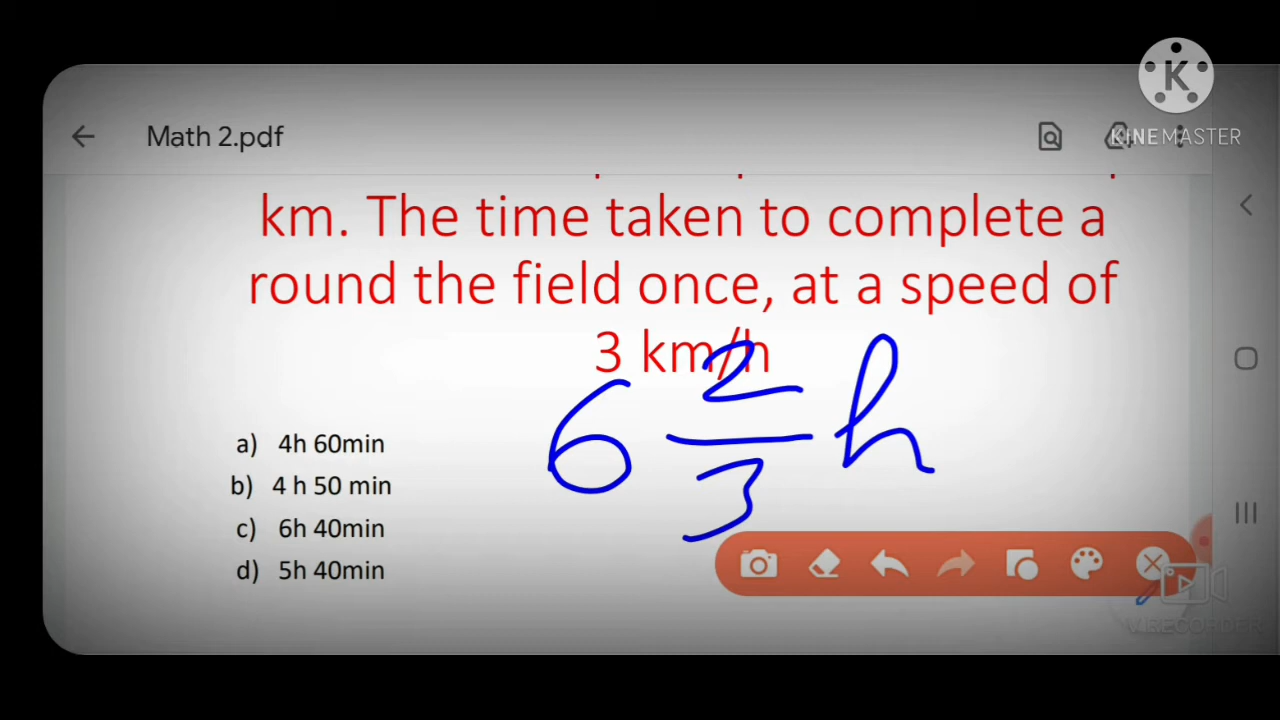 K
KINEMASTER
Math 2.pdf
km. The time taken to complete a
round the field once, at a speed of
3 km/h
6 2/3 h
a) 4h 60min
b) 4 h 50 min
c) 6h 40min
d) 5h 40min
V RECORDER